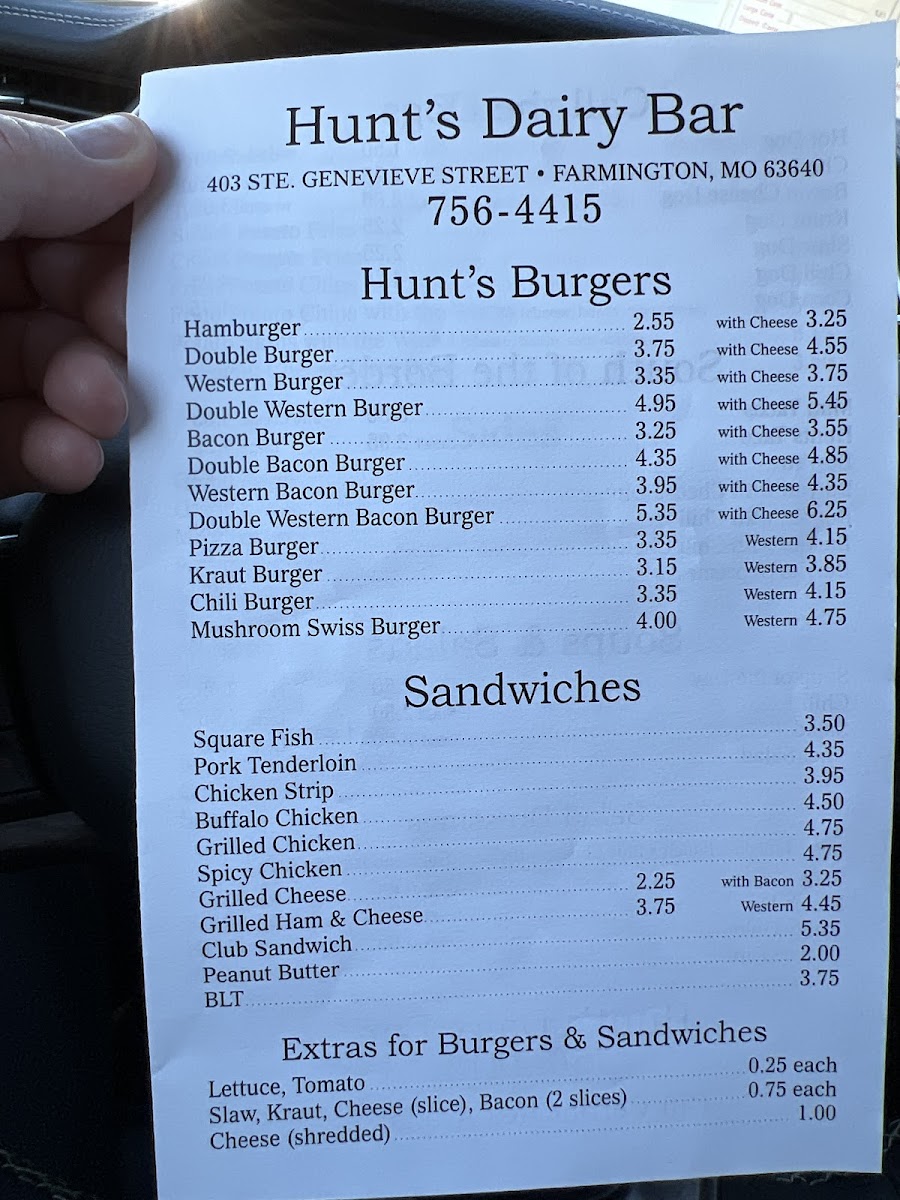 Hunt's Dairy Bar
403 STE. GENEVIEVE STREET • FARMINGTON, MO 63640
756-4415
Hunt's Burgers
Hamburger 2.55 with Cheese 3.25
Double Burger 3.75 with Cheese 4.55
Western Burger 3.35 with Cheese 3.75
Double Western Burger 4.95 with Cheese 5.45
Bacon Burger 3.25 with Cheese 3.55
Double Bacon Burger 4.35 with Cheese 4.85
Western Bacon Burger 3.95 with Cheese 4.35
Double Western Bacon Burger 5.35 with Cheese 6.25
Pizza Burger 3.35 Western 4.15
Kraut Burger 3.15 Western 3.85
Chili Burger 3.35 Western 4.15
Mushroom Swiss Burger 4.00 Western 4.75
Sandwiches
Square Fish 3.50
Pork Tenderloin 4.35
Chicken Strip 3.95
Buffalo Chicken 4.50
Grilled Chicken 4.75
Spicy Chicken 4.75
Grilled Cheese 2.25 with Bacon 3.25
Grilled Ham & Cheese 3.75 Western 4.45
Club Sandwich 5.35
Peanut Butter 2.00
BLT 3.75
Extras for Burgers & Sandwiches
Lettuce, Tomato 0.25 each
Slaw, Kraut, Cheese (slice), Bacon (2 slices) 0.75 each
Cheese (shredded) 1.00